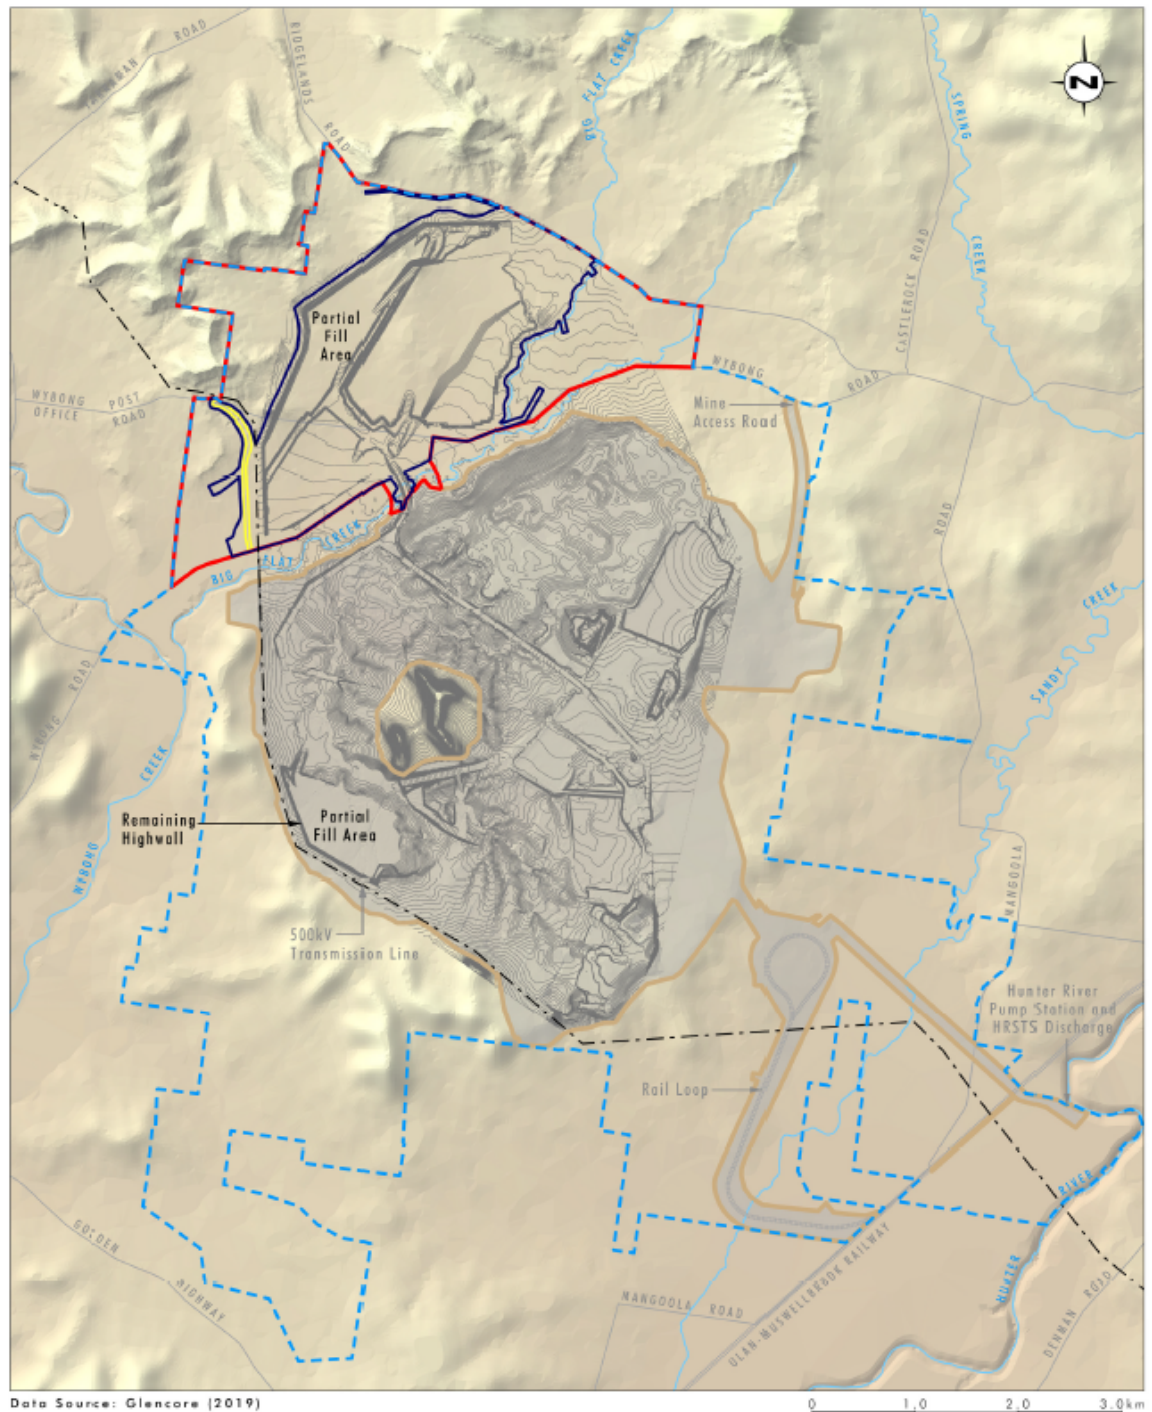 ROAD
RIDGELANDS
ROAD
BIG FLAT CREEK
SPRING
CREEK
N
CASTLEROCK ROAD
Partial
Fill
Area
WYBONG
ROAD
WYBONG POST
OFFICE ROAD
Mine
Access Road
ROAD
BIG FLAT CREEK
SANDY CREEK
WYBONG ROAD
CREEK
WYBONG
Remaining
Highwall
Partial
Fill Area
MANGOOLA
500kV
Transmission Line
Hunter River
Pump Station and
HRSTS Discharge
Rail Loop
RIVER
HUNTER
GOLDEN
HIGHWAY
MANGOOLA ROAD
ULAN-MUSWELLBROOK RAILWAY
DENMAN ROAD
Data Source: Glencore (2019)
0 1,0 2,0 3.0km